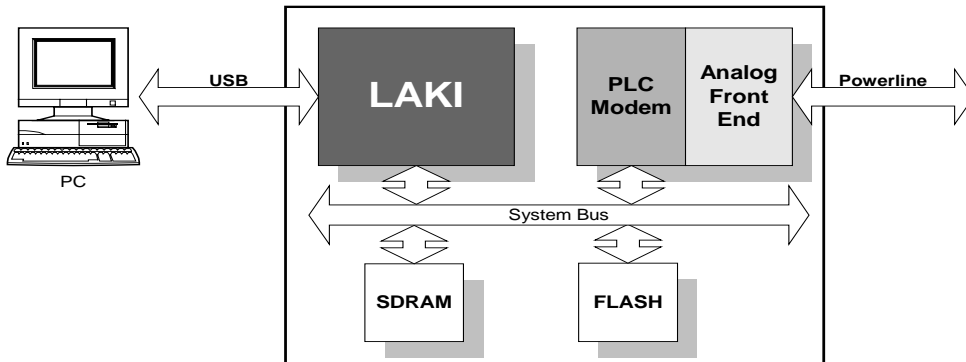 USB
LAKI
PLC
Modem
Analog
Front
End
Powerline
PC
System Bus
SDRAM
FLASH